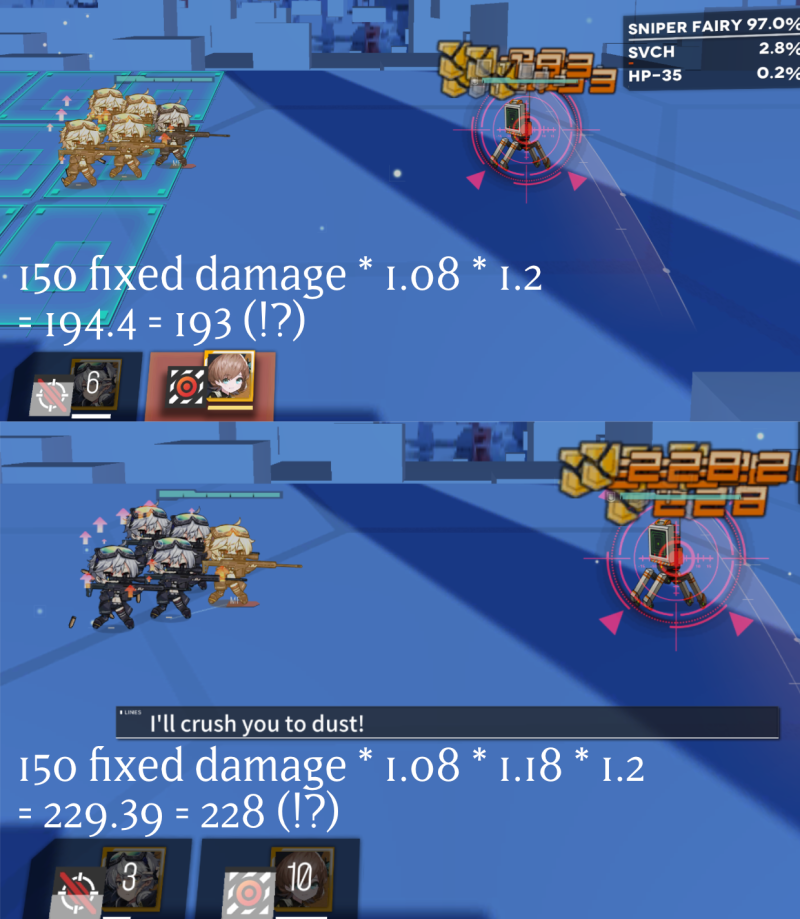 SNIPER FAIRY 97.0%
SVCH 2.8%
HP-35 0.2%
150 fixed damage * 1.08 * 1.2
= 194.4 = 193 (!?)
6
228
LINES
I'll crush you to dust!
150 fixed damage * 1.08 * 1.18 * 1.2
= 229.39 = 228 (!?)
3
10